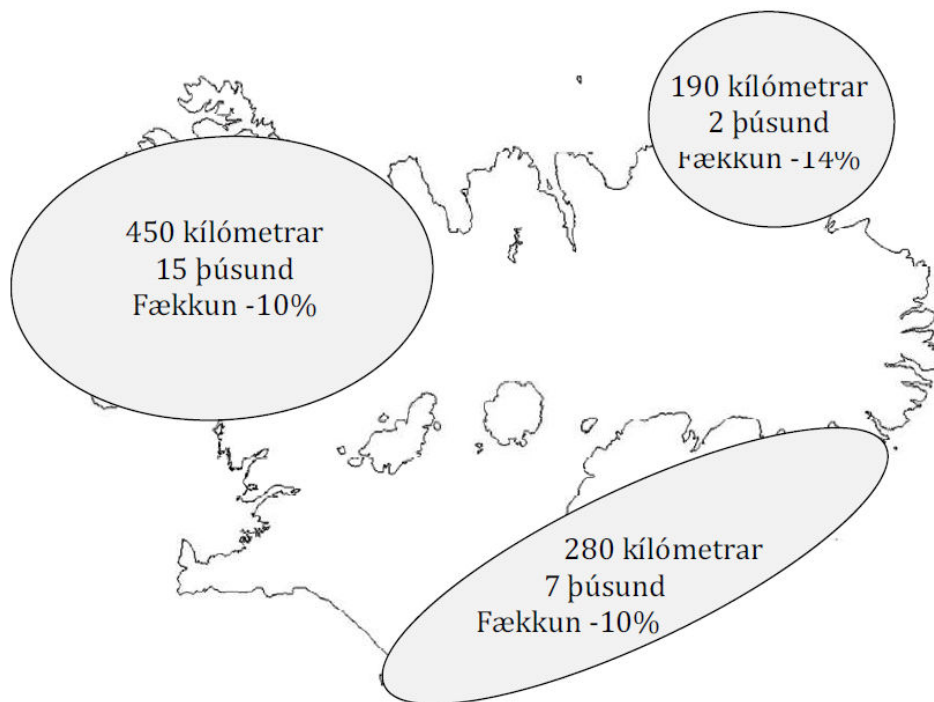 190 kílómetrar
2 þúsund
Fækkun -14%
450 kílómetrar
15 þúsund
Fækkun -10%
280 kílómetrar
7 þúsund
Fækkun -10%